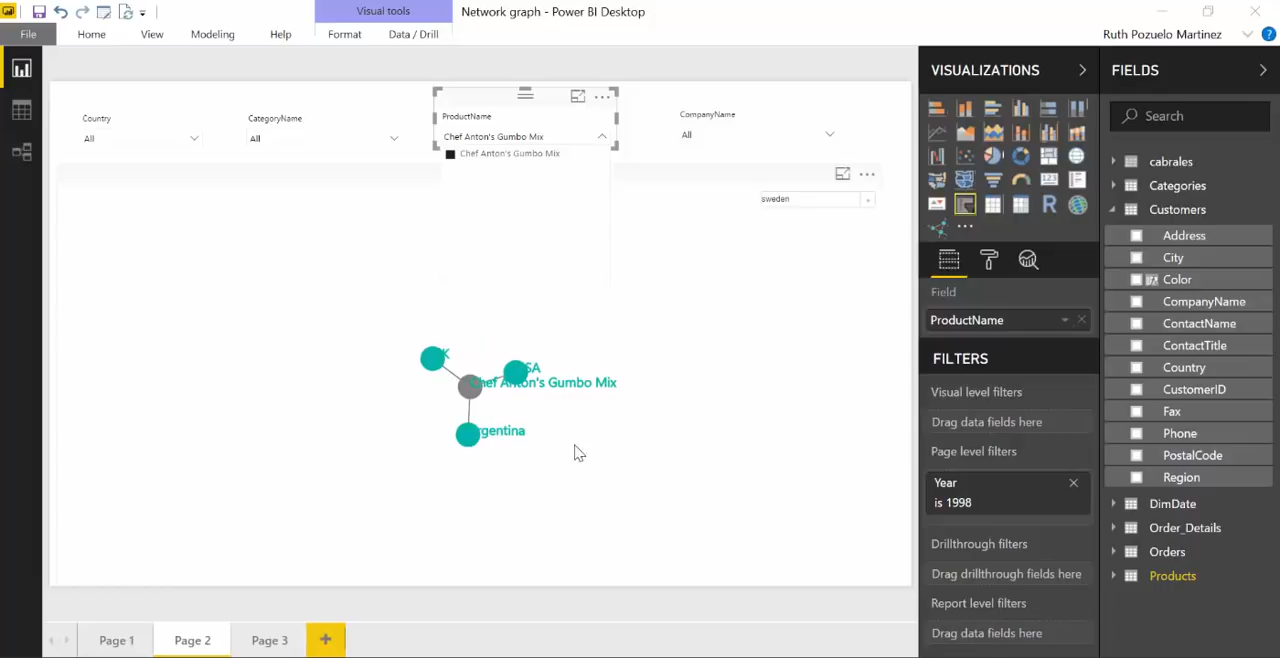 Visual tools
Network graph - Power BI Desktop
File
Home
View
Modeling
Help
Format
Data / Drill
Ruth Pozuelo Martinez
?
Country
All
CategoryName
All
ProductName
Chef Anton's Gumbo Mix
Chef Anton's Gumbo Mix
CompanyName
All
sweden
K
SA
Chef Anton's Gumbo Mix
rgentina
VISUALIZATIONS
123
R
Field
ProductName
FILTERS
Visual level filters
Drag data fields here
Page level filters
Year
is 1998
Drillthrough filters
Drag drillthrough fields here
Report level filters
Drag data fields here
FIELDS
Search
cabrales
Categories
Customers
Address
City
Color
CompanyName
ContactName
ContactTitle
Country
CustomerID
Fax
Phone
PostalCode
Region
DimDate
Order_Details
Orders
Products
Page 1
Page 2
Page 3
+